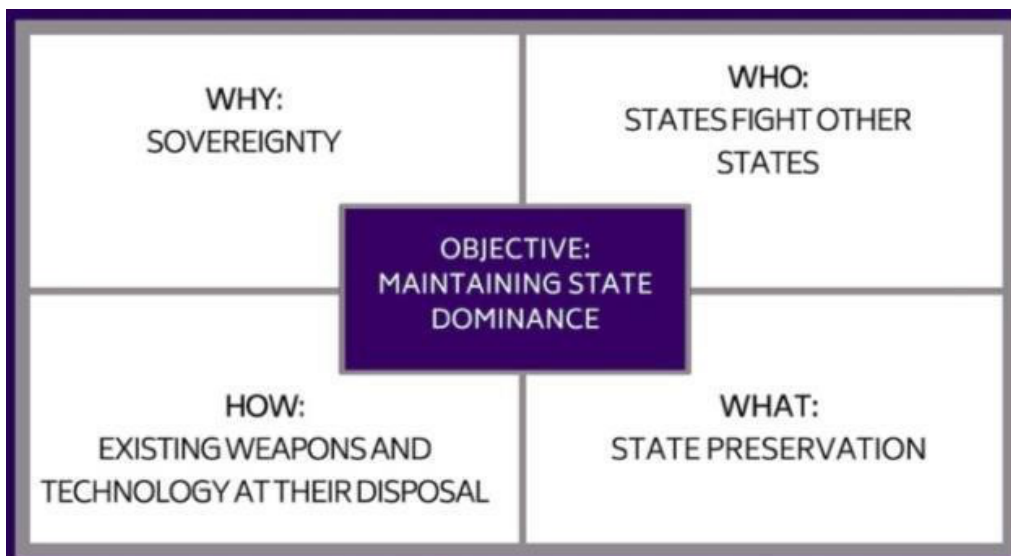 WHY:
SOVEREIGNTY
WHO:
STATES FIGHT OTHER
STATES
OBJECTIVE:
MAINTAINING STATE
DOMINANCE
HOW:
EXISTING WEAPONS AND
TECHNOLOGY AT THEIR DISPOSAL
WHAT:
STATE PRESERVATION